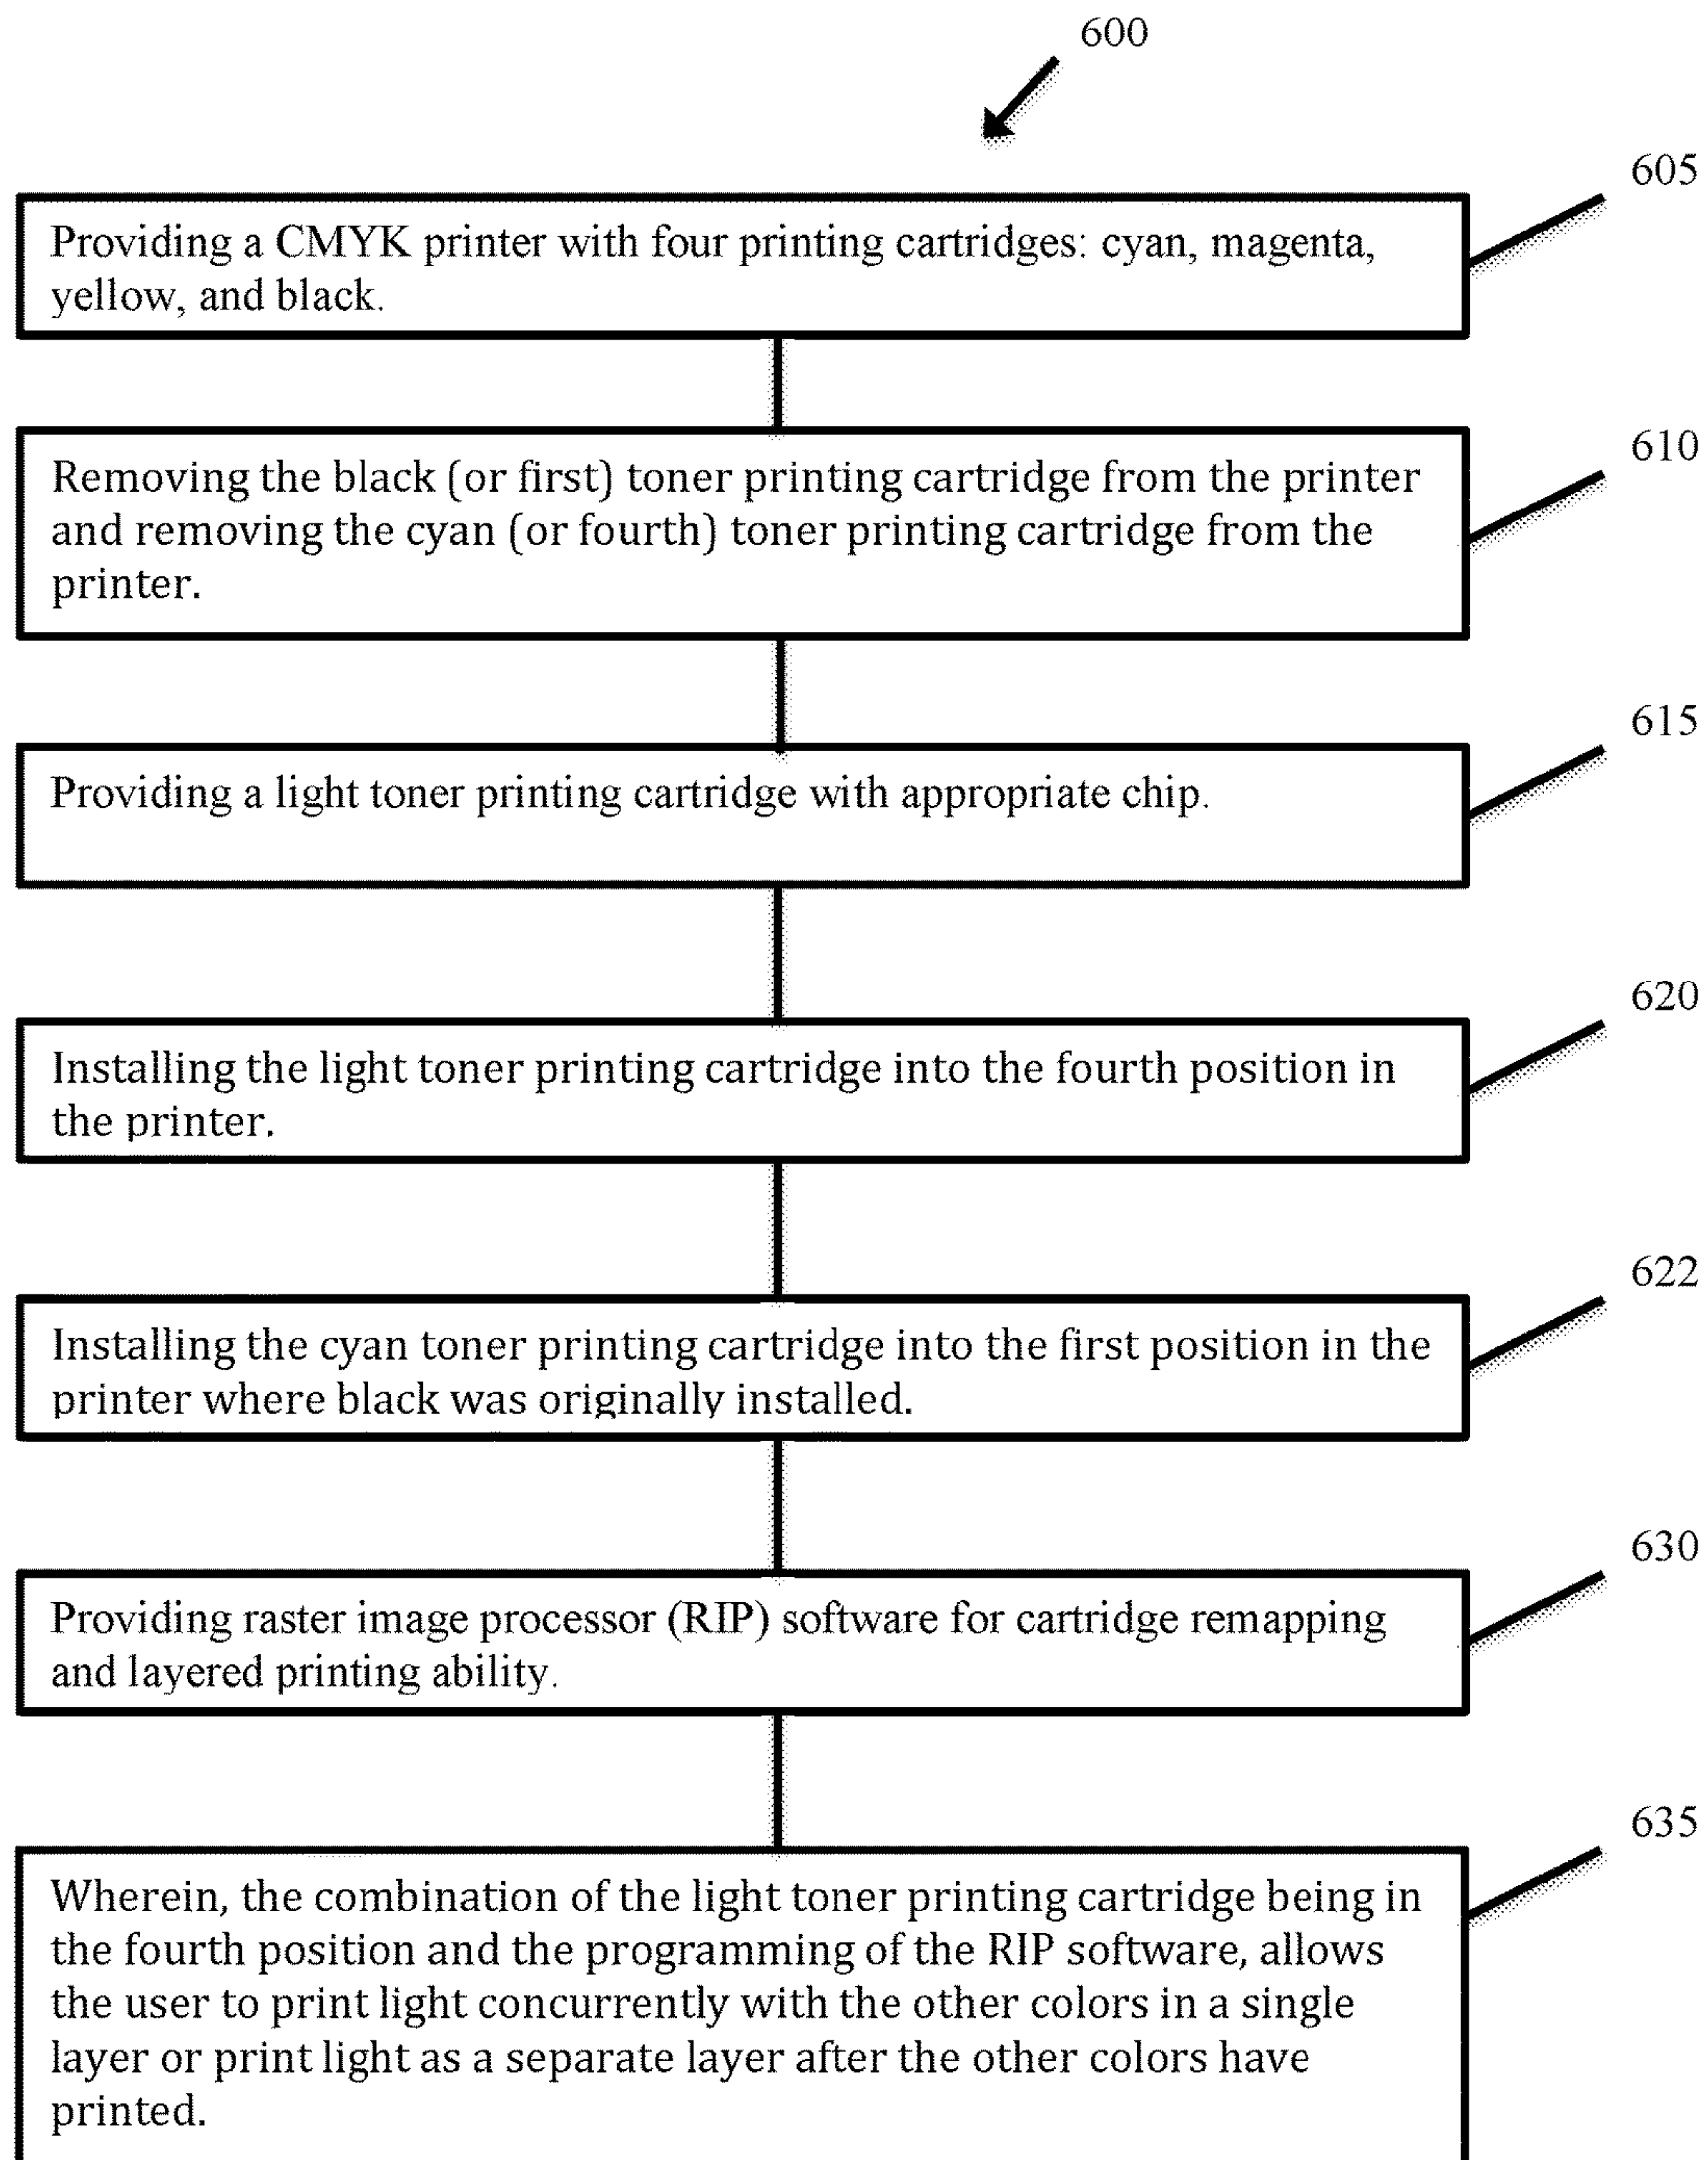 600
605
Providing a CMYK printer with four printing cartridges: cyan, magenta,
yellow, and black.
610
Removing the black (or first) toner printing cartridge from the printer
and removing the cyan (or fourth) toner printing cartridge from the
printer.
615
Providing a light toner printing cartridge with appropriate chip.
620
Installing the light toner printing cartridge into the fourth position in
the printer.
622
Installing the cyan toner printing cartridge into the first position in the
printer where black was originally installed.
630
Providing raster image processor (RIP) software for cartridge remapping
and layered printing ability.
635
Wherein, the combination of the light toner printing cartridge being in
the fourth position and the programming of the RIP software, allows
the user to print light concurrently with the other colors in a single
layer or print light as a separate layer after the other colors have
printed.